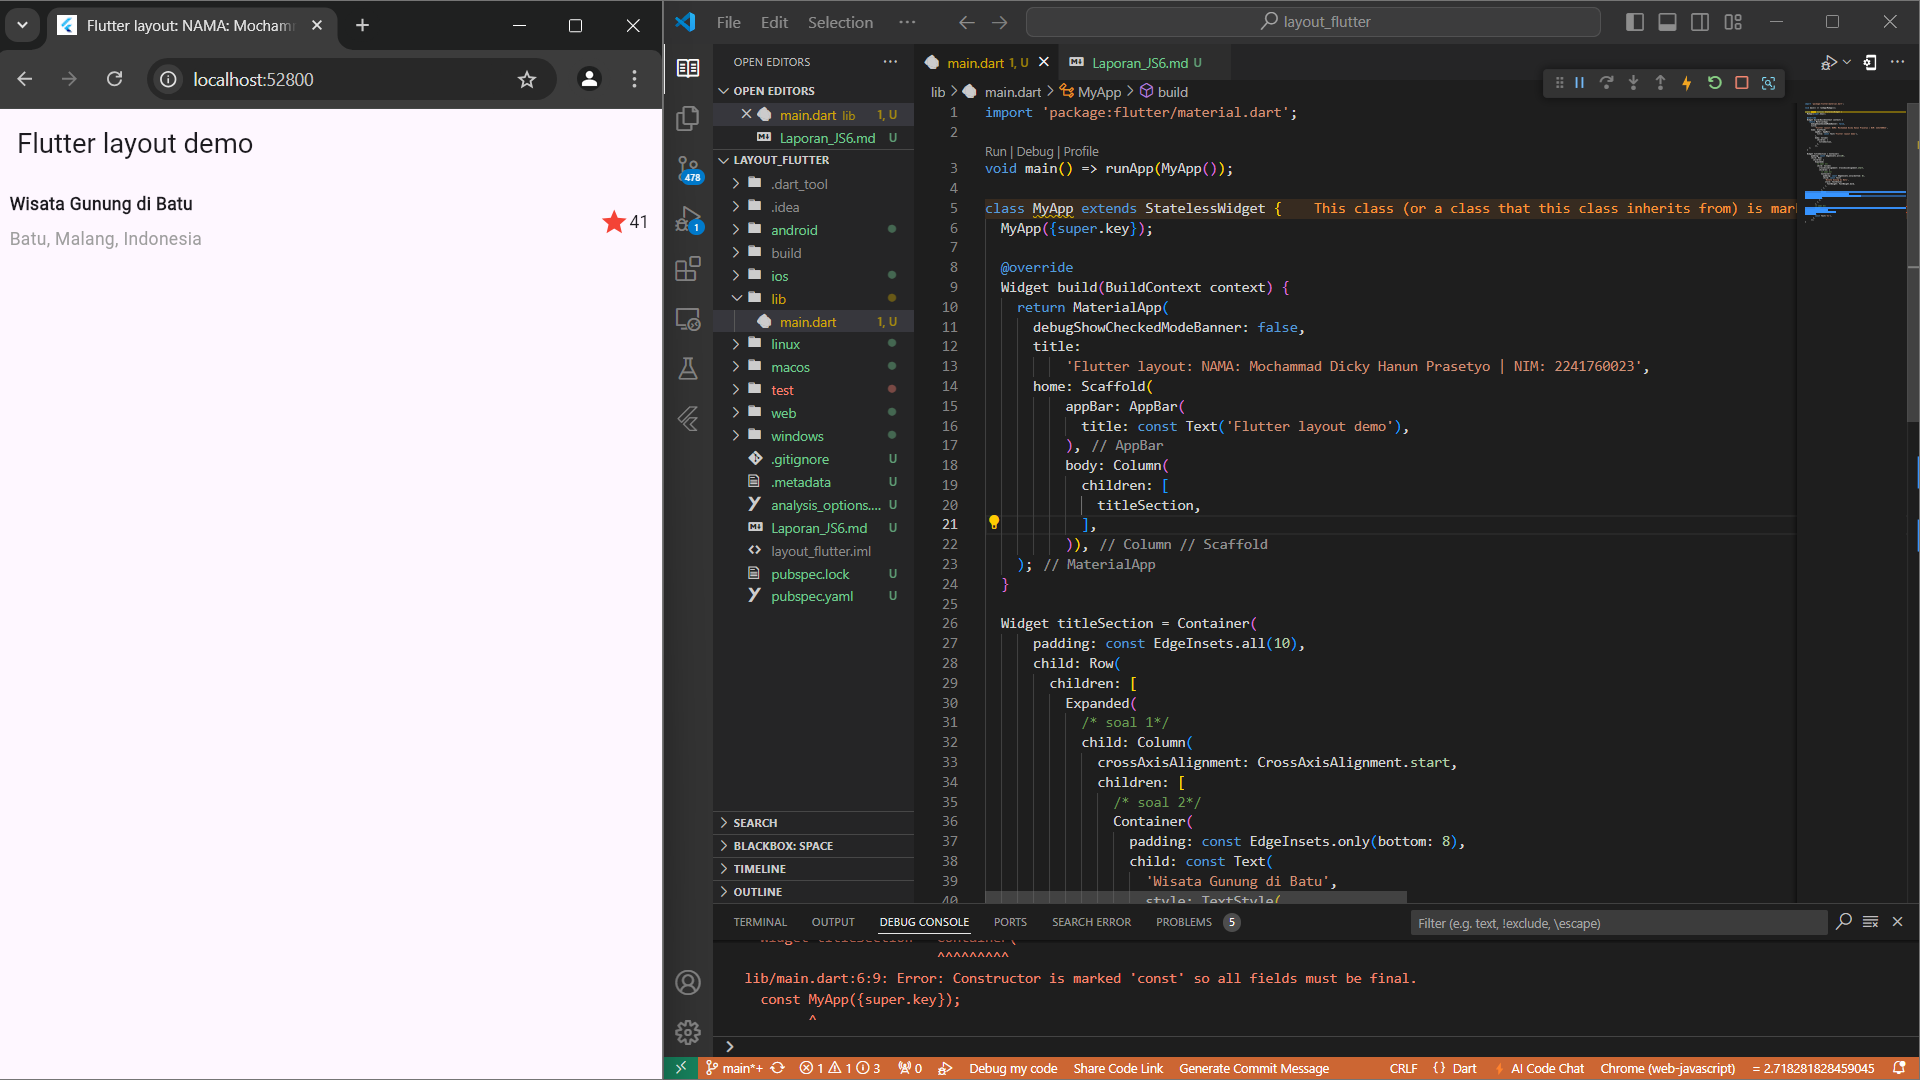 Flutter layout: NAMA: Mocham
localhost:52800
Flutter layout demo
Wisata Gunung di Batu
41
Batu, Malang, Indonesia
File Edit Selection ···
layout_flutter
OPEN EDITORS
OPEN EDITORS
main.dart lib 1, U
Laporan_JS6.md U
LAYOUT_FLUTTER
.dart_tool
.idea
android
build
ios
lib
main.dart 1, U
linux
macos
test
web
windows
.gitignore U
.metadata U
analysis_options.... U
Laporan_JS6.md U
layout_flutter.iml
pubspec.lock U
pubspec.yaml U
SEARCH
BLACKBOX: SPACE
TIMELINE
OUTLINE
478
1
main.dart 1, U
Laporan_JS6.md U
lib > main.dart > MyApp > build
1 import 'package:flutter/material.dart';
2
Run | Debug | Profile
3 void main() => runApp(MyApp());
4
5 class MyApp extends StatelessWidget { This class (or a class that this class inherits from) is mar
6 MyApp({super.key});
7
8 @override
9 Widget build(BuildContext context) {
10 return MaterialApp(
11 debugShowCheckedModeBanner: false,
12 title:
13 'Flutter layout: NAMA: Mochammad Dicky Hanun Prasetyo | NIM: 2241760023',
14 home: Scaffold(
15 appBar: AppBar(
16 title: const Text('Flutter layout demo'),
17 ), // AppBar
18 body: Column(
19 children: [
20 titleSection,
21 ],
22 )), // Column // Scaffold
23 ); // MaterialApp
24 }
25
26 Widget titleSection = Container(
27 padding: const EdgeInsets.all(10),
28 child: Row(
29 children: [
30 Expanded(
31 /* soal 1*/
32 child: Column(
33 crossAxisAlignment: CrossAxisAlignment.start,
34 children: [
35 /* soal 2*/
36 Container(
37 padding: const EdgeInsets.only(bottom: 8),
38 child: const Text(
39 'Wisata Gunung di Batu',
40 style: TextStyle(
TERMINAL OUTPUT DEBUG CONSOLE PORTS SEARCH ERROR PROBLEMS 5
Filter (e.g. text, !exclude, \escape)
Widget titleSection = Container(
^^^^^^^^^
lib/main.dart:6:9: Error: Constructor is marked 'const' so all fields must be final.
const MyApp({super.key});
^
>
main*+ 1 1 3 0 Debug my code Share Code Link Generate Commit Message CRLF {} Dart AI Code Chat Chrome (web-javascript) = 2.718281828459045